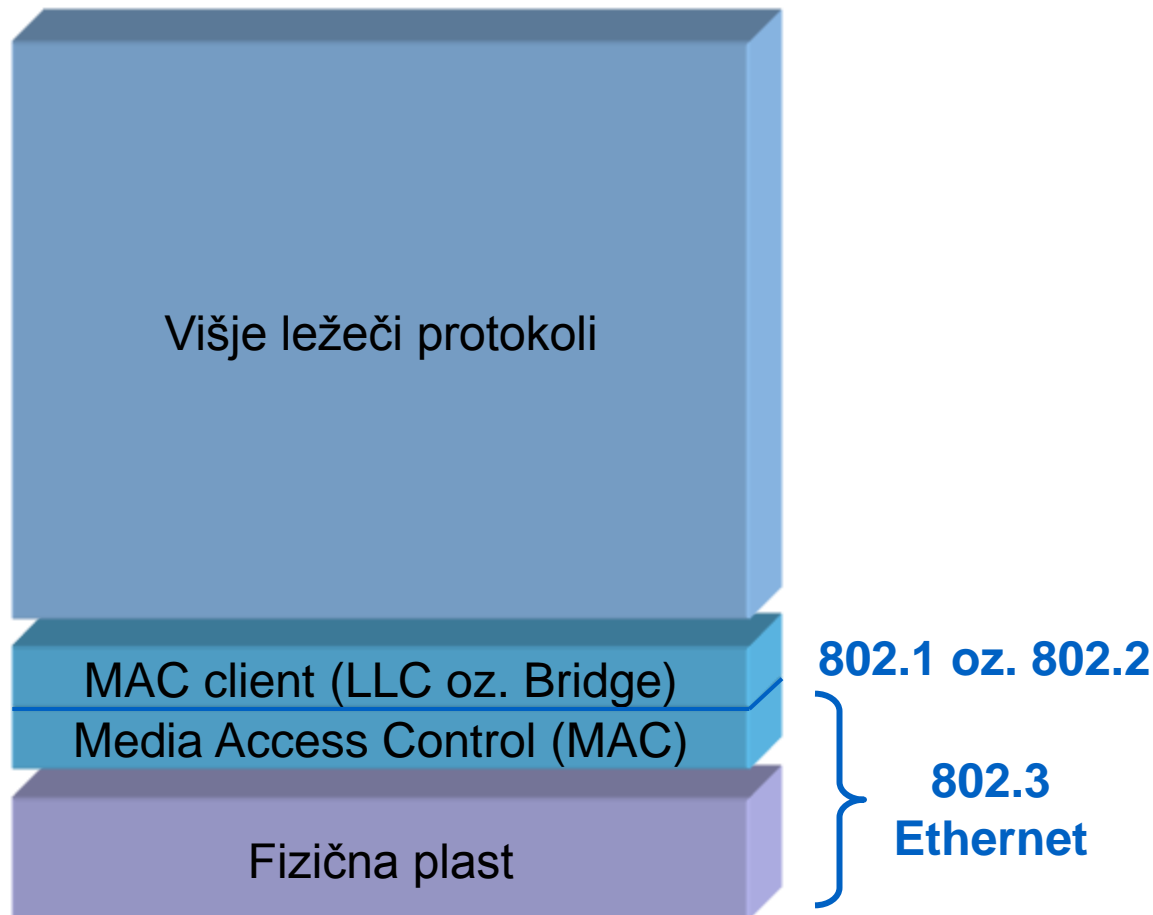 Višje ležeči protokoli
MAC client (LLC oz. Bridge)
802.1 oz. 802.2
Media Access Control (MAC)
802.3
Ethernet
Fizična plast